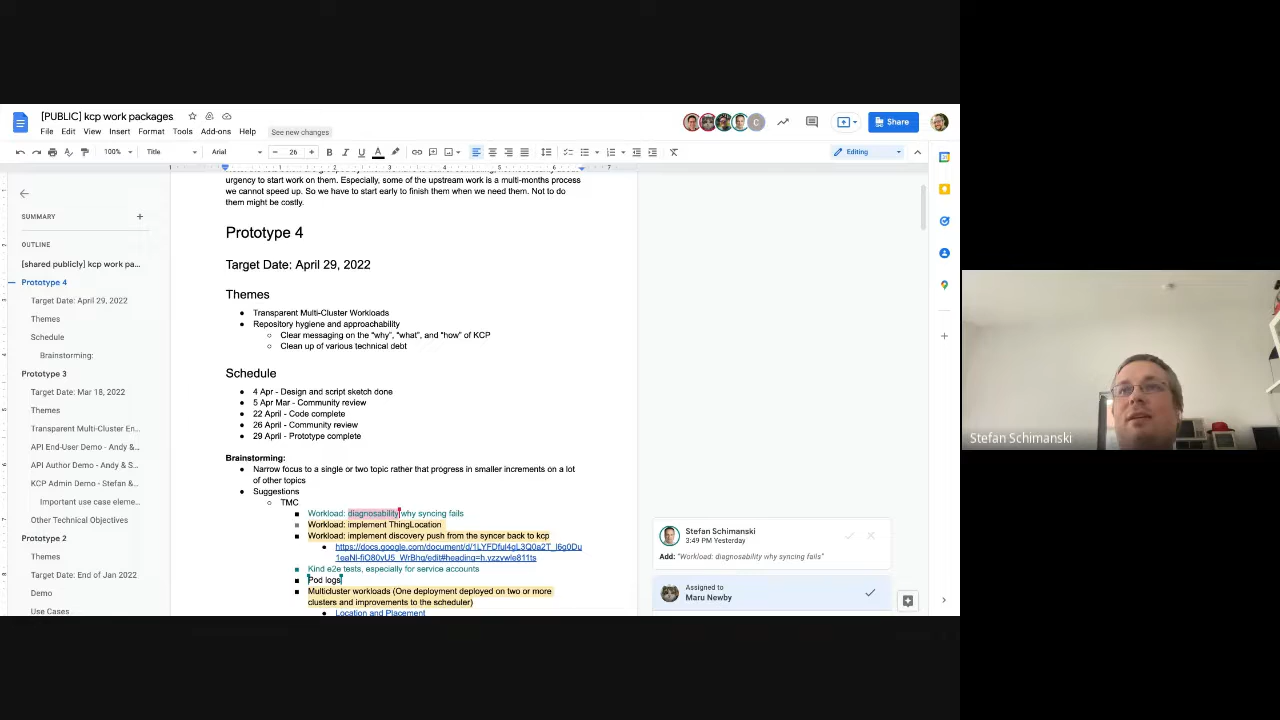 [PUBLIC] kcp work packages
File Edit View Insert Format Tools Add-ons Help See new changes
Share
100% Title Arial 26 B I U A Editing
1 1 2 3 4 5 6 7
SUMMARY
OUTLINE
[shared publicly] kcp work pa...
Prototype 4
Target Date: April 29, 2022
Themes
Schedule
Brainstorming:
Prototype 3
Target Date: Mar 18, 2022
Themes
Transparent Multi-Cluster En...
API End-User Demo - Andy &...
API Author Demo - Andy & S...
KCP Admin Demo - Stefan &...
Important use case eleme...
Other Technical Objectives
Prototype 2
Themes
Target Date: End of Jan 2022
Demo
Use Cases
urgency to start work on them. Especially, some of the upstream work is a multi-months process
we cannot speed up. So we have to start early to finish them when we need them. Not to do
them might be costly.
Prototype 4
Target Date: April 29, 2022
Themes
Transparent Multi-Cluster Workloads
Repository hygiene and approachability
Clear messaging on the “why”, “what”, and “how” of KCP
Clean up of various technical debt
Schedule
4 Apr - Design and script sketch done
5 Apr Mar - Community review
22 April - Code complete
26 April - Community review
29 April - Prototype complete
Brainstorming:
Narrow focus to a single or two topic rather that progress in smaller increments on a lot
of other topics
Suggestions
TMC
Workload: diagnosability why syncing fails
Workload: implement ThingLocation
Workload: implement discovery push from the syncer back to kcp
Kind e2e tests, especially for service accounts
Pod logs
Multicluster workloads (One deployment deployed on two or more
clusters and improvements to the scheduler)
Location and Placement
Stefan Schimanski
3:49 PM Yesterday
Add: “Workload: diagnosability why syncing fails”
Assigned to
Maru Newby
C
Stefan Schimanski